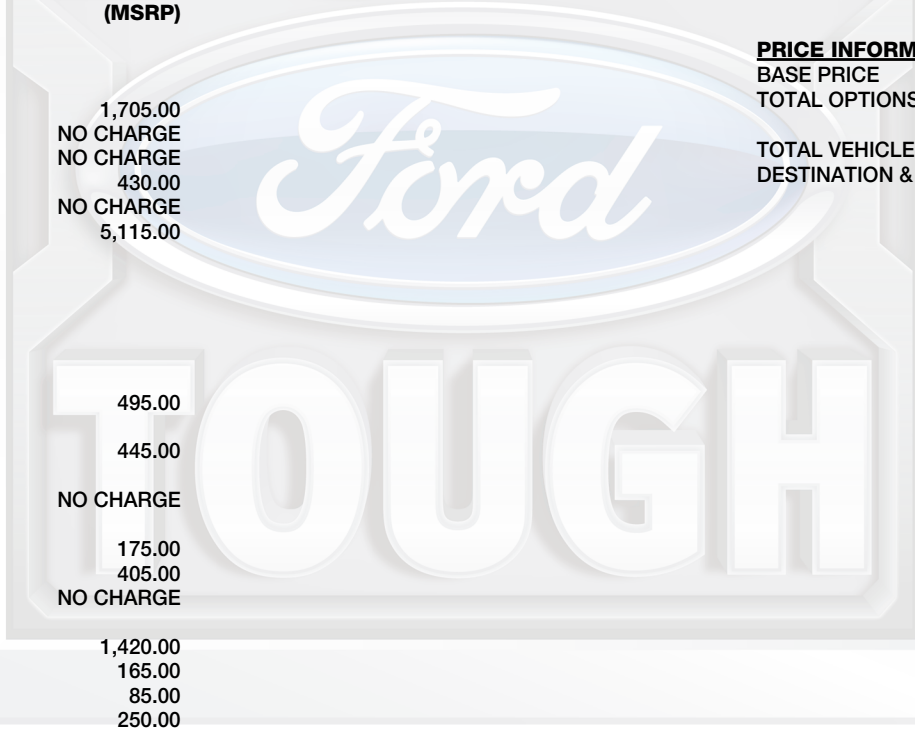 (MSRP)
1,705.00
NO CHARGE
NO CHARGE
430.00
NO CHARGE
5,115.00
495.00
445.00
NO CHARGE
175.00
405.00
NO CHARGE
1,420.00
165.00
85.00
250.00
PRICE INFORM
BASE PRICE
TOTAL OPTIONS
TOTAL VEHICLE
DESTINATION &
Ford
TOUGH